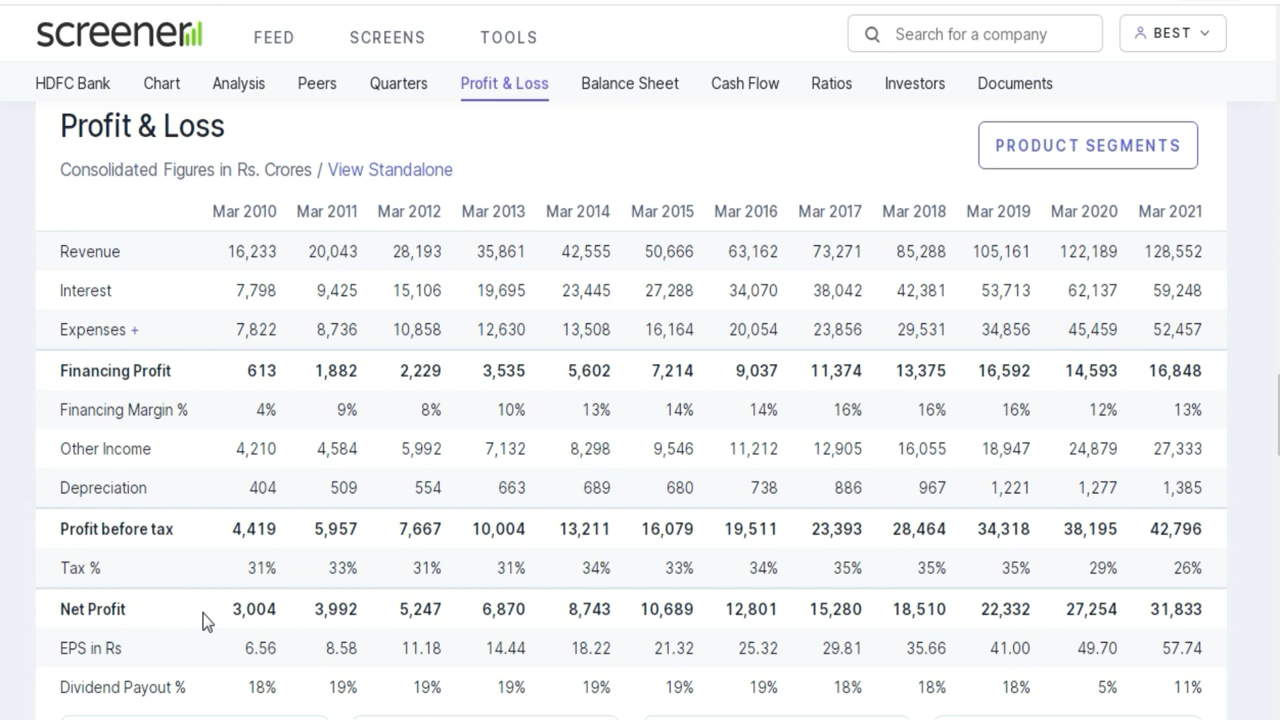 screener FEED SCREENS TOOLS Search for a company BEST
HDFC Bank Chart Analysis Peers Quarters Profit & Loss Balance Sheet Cash Flow Ratios Investors Documents
Profit & Loss
PRODUCT SEGMENTS
Consolidated Figures in Rs. Crores / View Standalone
Mar 2010 Mar 2011 Mar 2012 Mar 2013 Mar 2014 Mar 2015 Mar 2016 Mar 2017 Mar 2018 Mar 2019 Mar 2020 Mar 2021
Revenue 16,233 20,043 28,193 35,861 42,555 50,666 63,162 73,271 85,288 105,161 122,189 128,552
Interest 7,798 9,425 15,106 19,695 23,445 27,288 34,070 38,042 42,381 53,713 62,137 59,248
Expenses + 7,822 8,736 10,858 12,630 13,508 16,164 20,054 23,856 29,531 34,856 45,459 52,457
Financing Profit 613 1,882 2,229 3,535 5,602 7,214 9,037 11,374 13,375 16,592 14,593 16,848
Financing Margin % 4% 9% 8% 10% 13% 14% 14% 16% 16% 16% 12% 13%
Other Income 4,210 4,584 5,992 7,132 8,298 9,546 11,212 12,905 16,055 18,947 24,879 27,333
Depreciation 404 509 554 663 689 680 738 886 967 1,221 1,277 1,385
Profit before tax 4,419 5,957 7,667 10,004 13,211 16,079 19,511 23,393 28,464 34,318 38,195 42,796
Tax % 31% 33% 31% 31% 34% 33% 34% 35% 35% 35% 29% 26%
Net Profit 3,004 3,992 5,247 6,870 8,743 10,689 12,801 15,280 18,510 22,332 27,254 31,833
EPS in Rs 6.56 8.58 11.18 14.44 18.22 21.32 25.32 29.81 35.66 41.00 49.70 57.74
Dividend Payout % 18% 19% 19% 19% 19% 19% 19% 18% 18% 18% 5% 11%